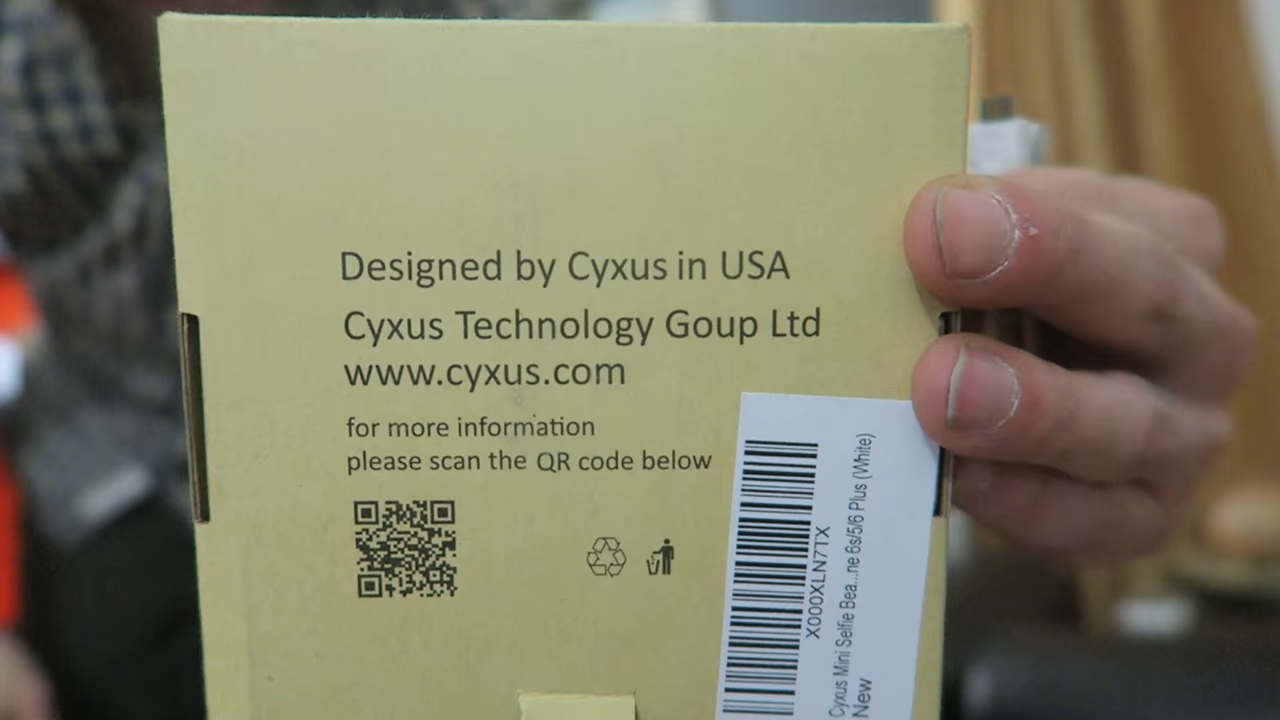 Designed by Cyxus in USA
Cyxus Technology Goup Ltd
www.cyxus.com
for more information
please scan the QR code below
X000XLN7TX
Cyxus Mini Selfie Bea...ne 6s/5/6 Plus (White)
New